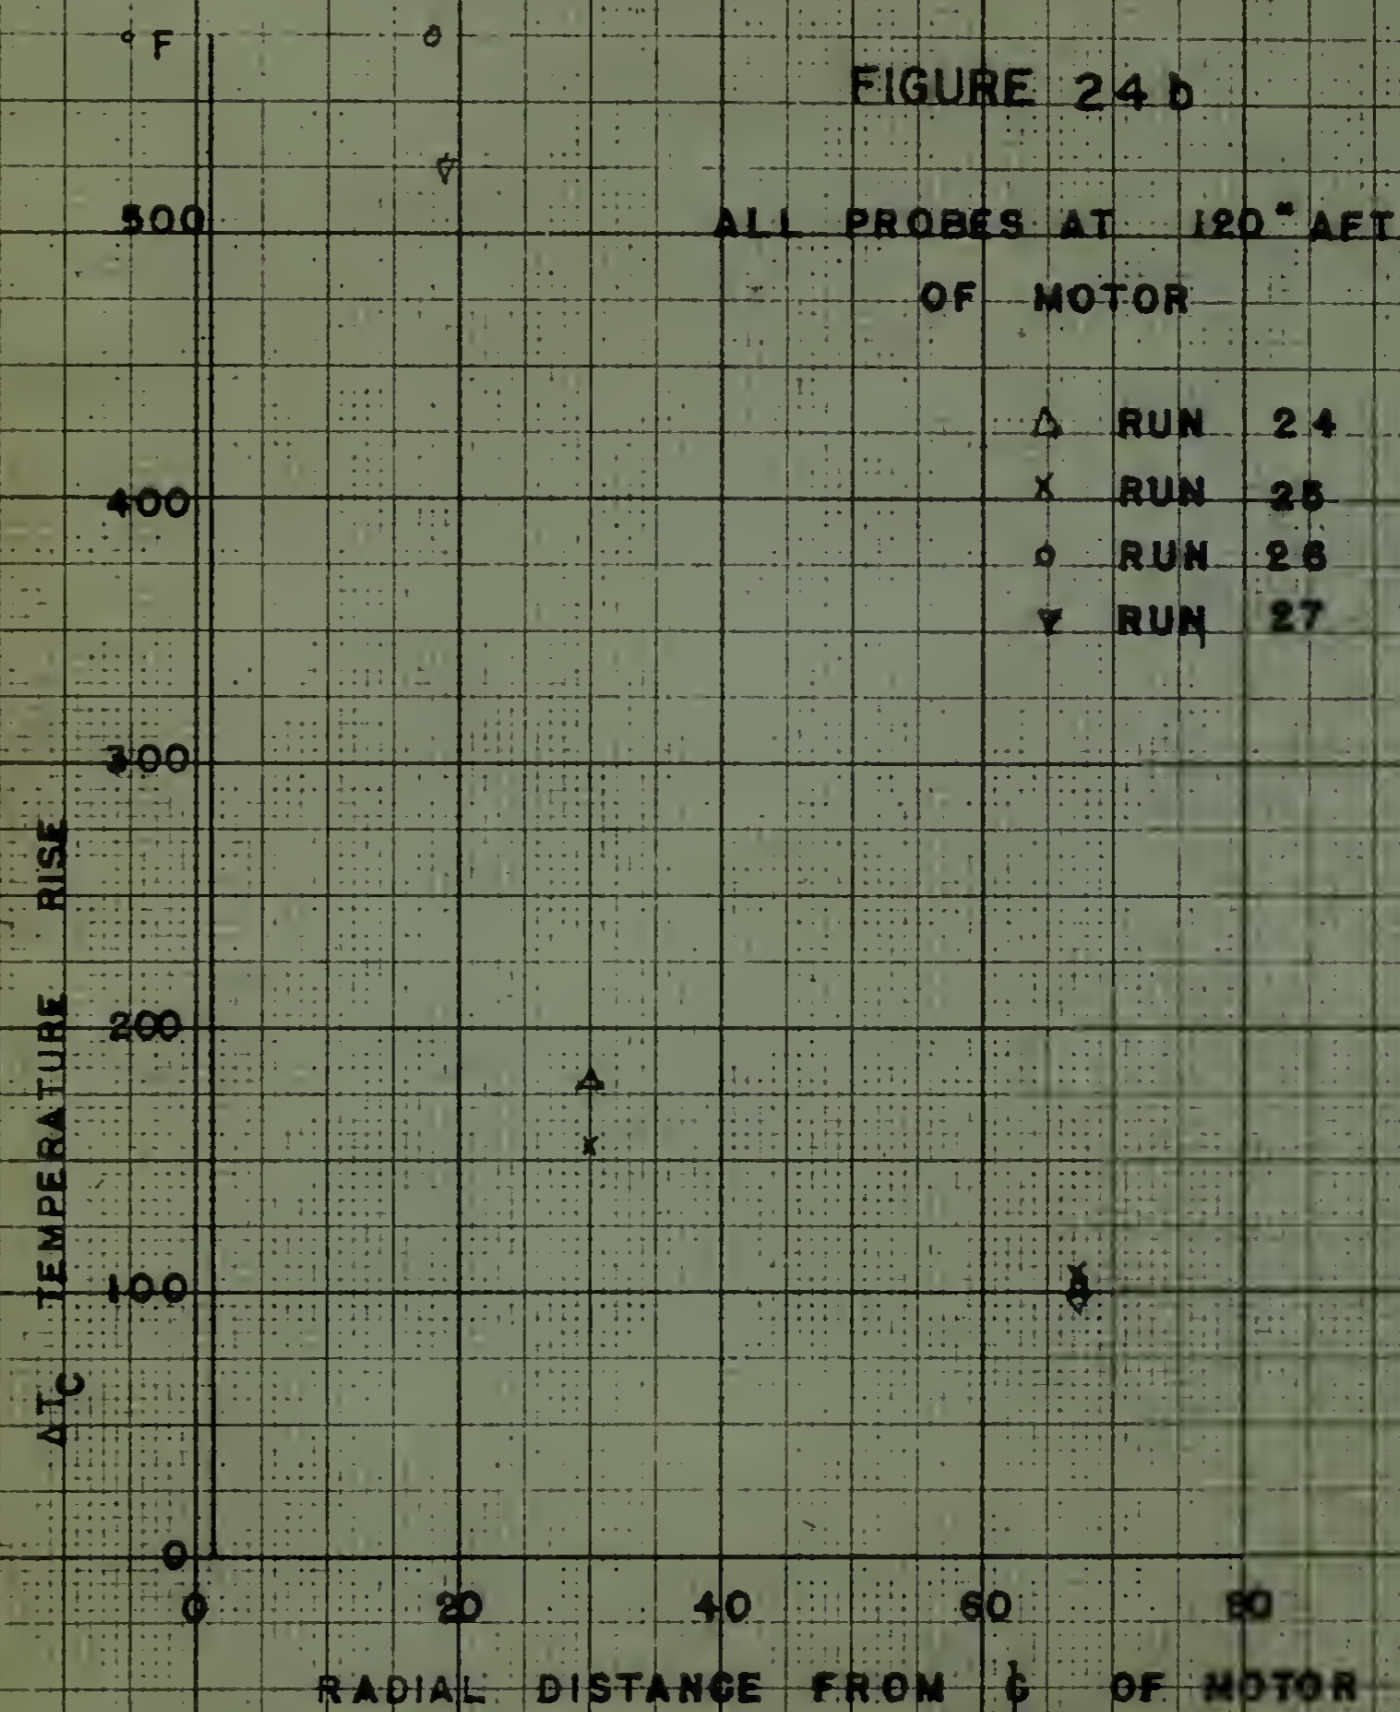 ° F
FIGURE 24b
500
ALL PROBES AT 120" AFT
OF MOTOR
RUN 24
400
RUN 25
RUN 26
RUN 27
300
200
100
0
ΔTC TEMPERATURE RISE
0 20 40 60 80
RADIAL DISTANCE FROM ℄ OF MOTOR